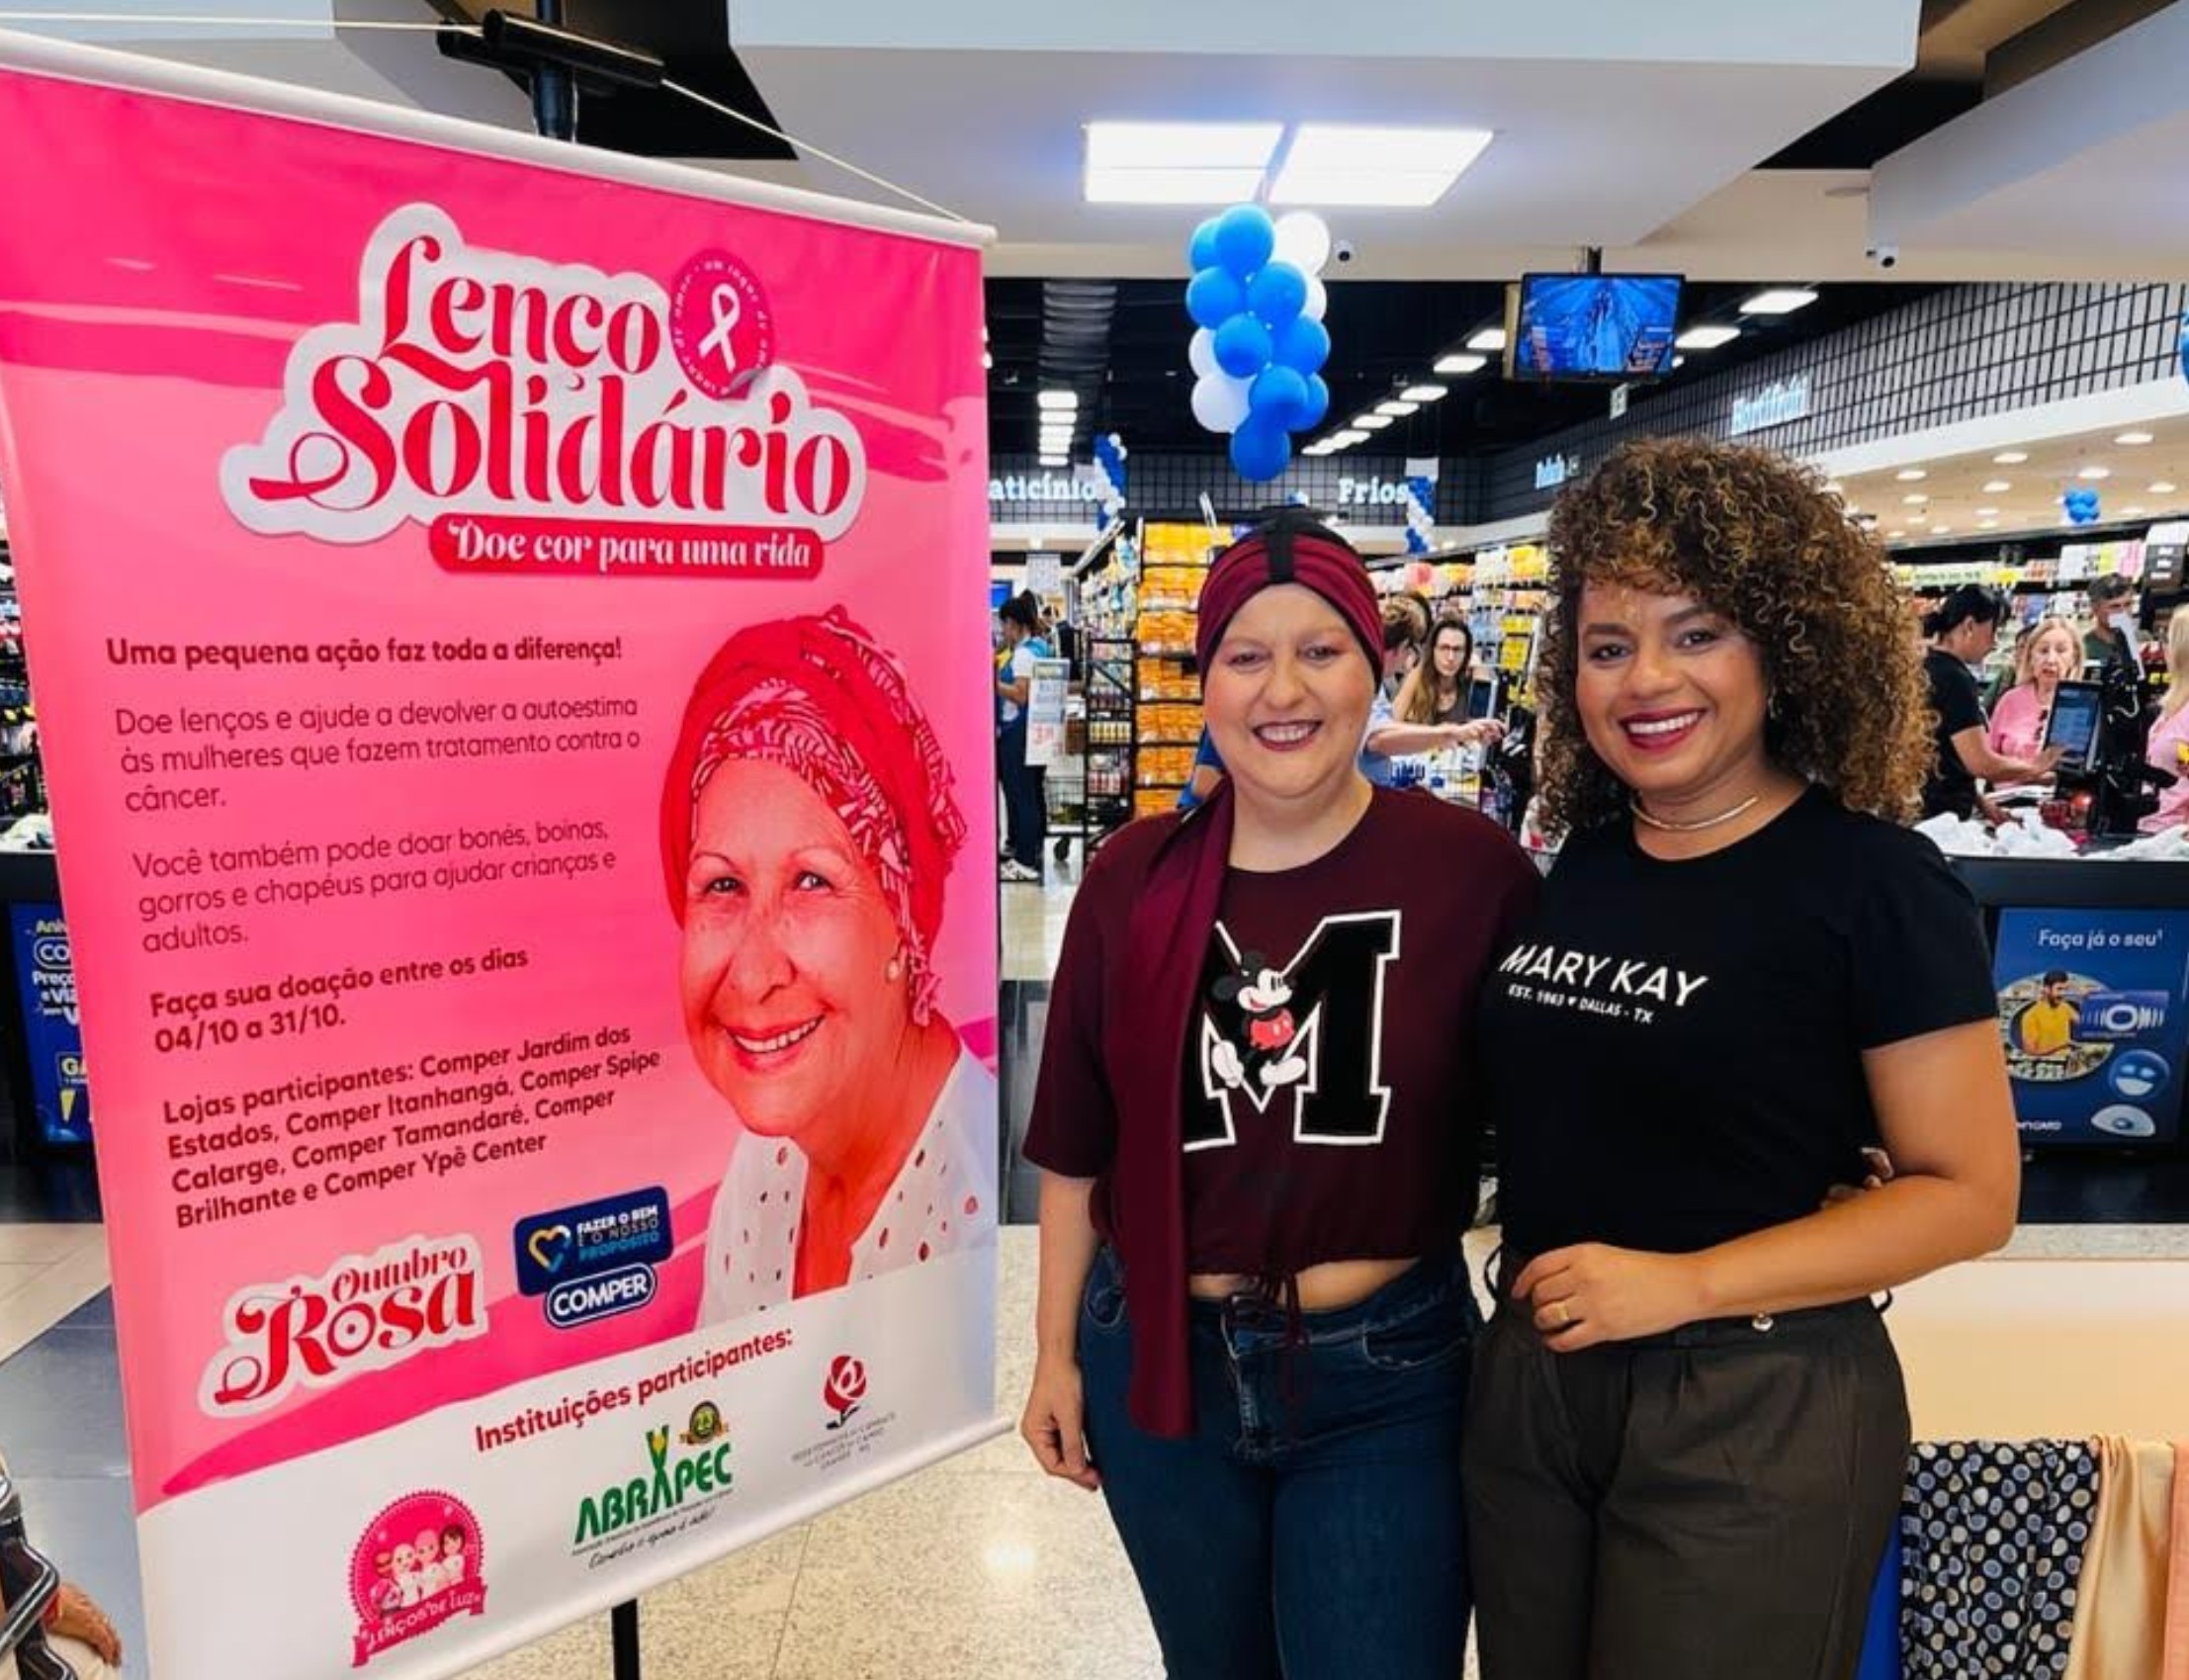 Lenço
Solidário
Doe cor para uma vida
Uma pequena ação faz toda a diferença!
Doe lenços e ajude a devolver a autoestima
às mulheres que fazem tratamento contra o
câncer.
Você também pode doar bonés, boinas,
gorros e chapéus para ajudar crianças e
adultos.
Faça sua doação entre os dias
04/10 a 31/10.
Lojas participantes: Comper Jardim dos
Estados, Comper Itanhangá, Comper Spipe
Calarge, Comper Tamandaré, Comper
Brilhante e Comper Ypê Center
Outubro
Rosa
FAZER O BEM
É O NOSSO
PROPÓSITO
COMPER
Instituições participantes:
ABRAPEC
LENÇOS DE LUZ
aticínio
Frios
Hortifruti
M
MARY KAY
EST. 1963 ♥ DALLAS - TX
Faça já o seu